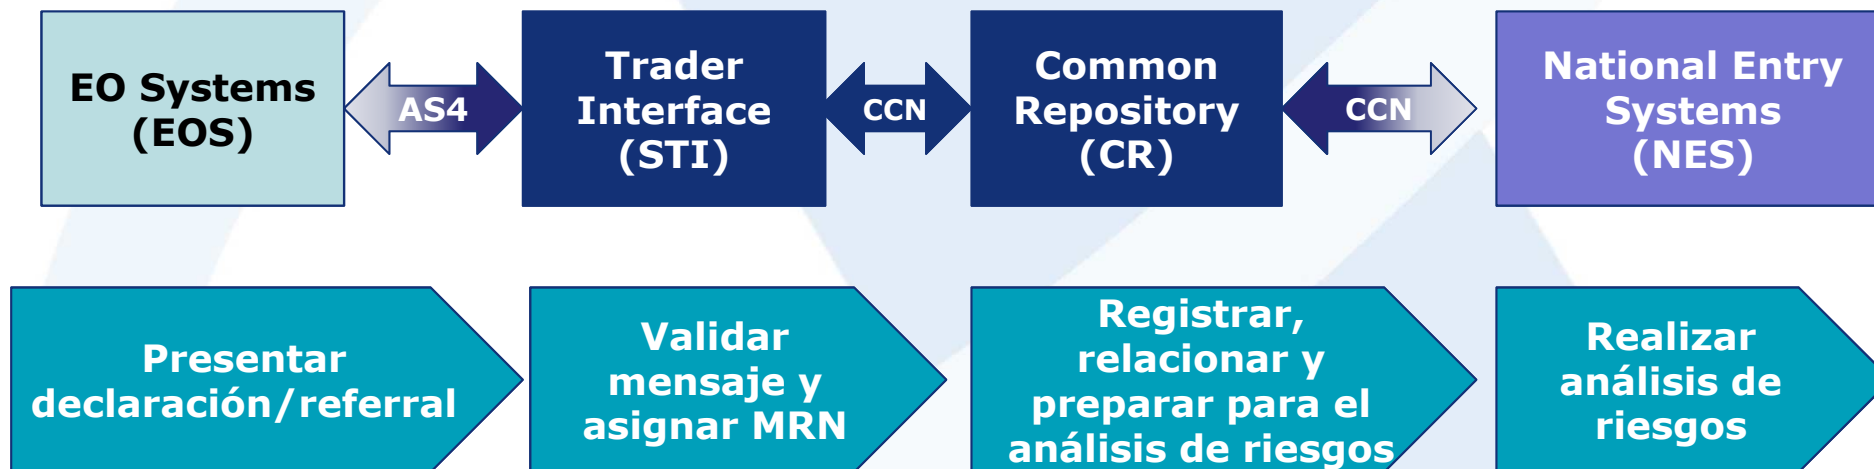 EO Systems
(EOS)
AS4
Trader
Interface
(STI)
CCN
Common
Repository
(CR)
CCN
National Entry
Systems
(NES)
Presentar
declaración/referral
Validar
mensaje y
asignar MRN
Registrar,
relacionar y
preparar para el
análisis de riesgos
Realizar
análisis de
riesgos